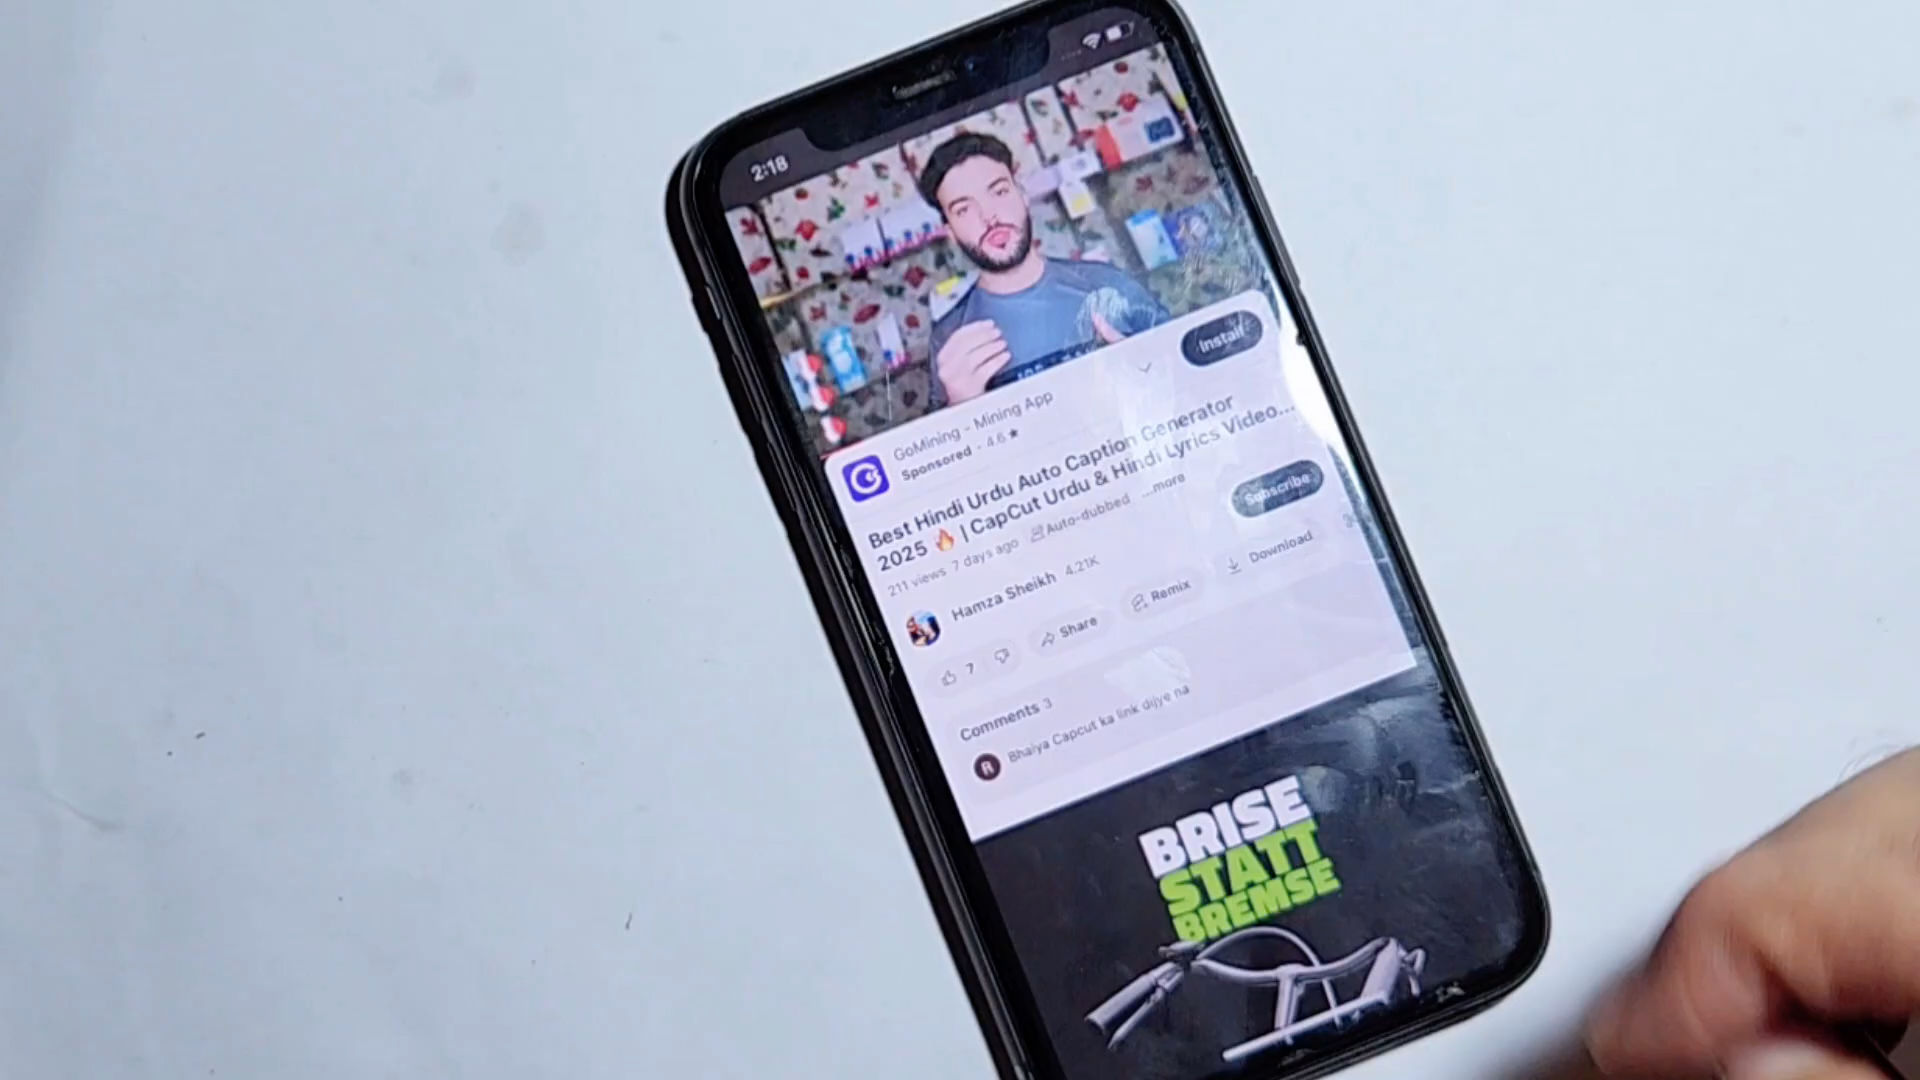 2:18
Install
GoMining - Mining App
Sponsored · 4.6 ★
Best Hindi Urdu Auto Caption Generator
2025 🔥 | CapCut Urdu & Hindi Lyrics Video...
211 views 7 days ago Auto-dubbed ...more
Hamza Sheikh 4.21K
Subscribe
7
Share
Remix
Download
Comments 3
R
Bhaiya Capcut ka link dijye na
BRISE
STATT
BREMSE